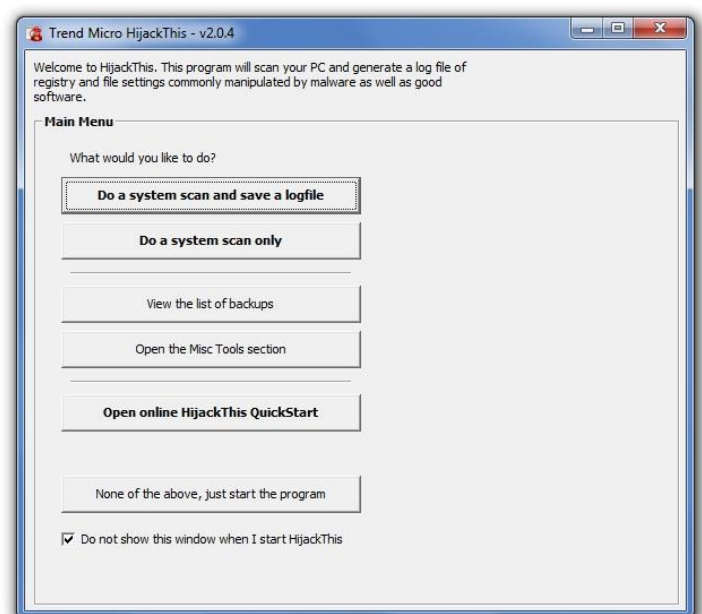 Trend Micro HijackThis - v2.0.4
Welcome to HijackThis. This program will scan your PC and generate a log file of
registry and file settings commonly manipulated by malware as well as good
software.
Main Menu
What would you like to do?
Do a system scan and save a logfile
Do a system scan only
View the list of backups
Open the Misc Tools section
Open online HijackThis QuickStart
None of the above, just start the program
Do not show this window when I start HijackThis